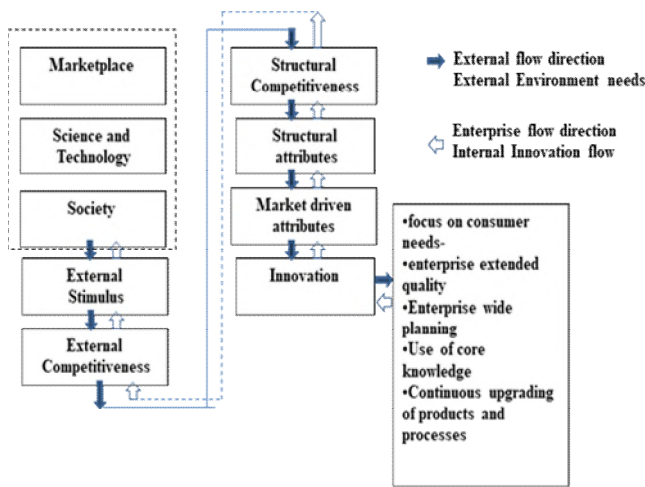 Marketplace
Science and
Technology
Society
External
Stimulus
External
Competitiveness
Structural
Competitiveness
Structural
attributes
Market driven
attributes
Innovation
•focus on consumer
needs-
•enterprise extended
quality
•Enterprise wide
planning
•Use of core
knowledge
•Continuous upgrading
of products and
processes
External flow direction
External Environment needs
Enterprise flow direction
Internal Innovation flow